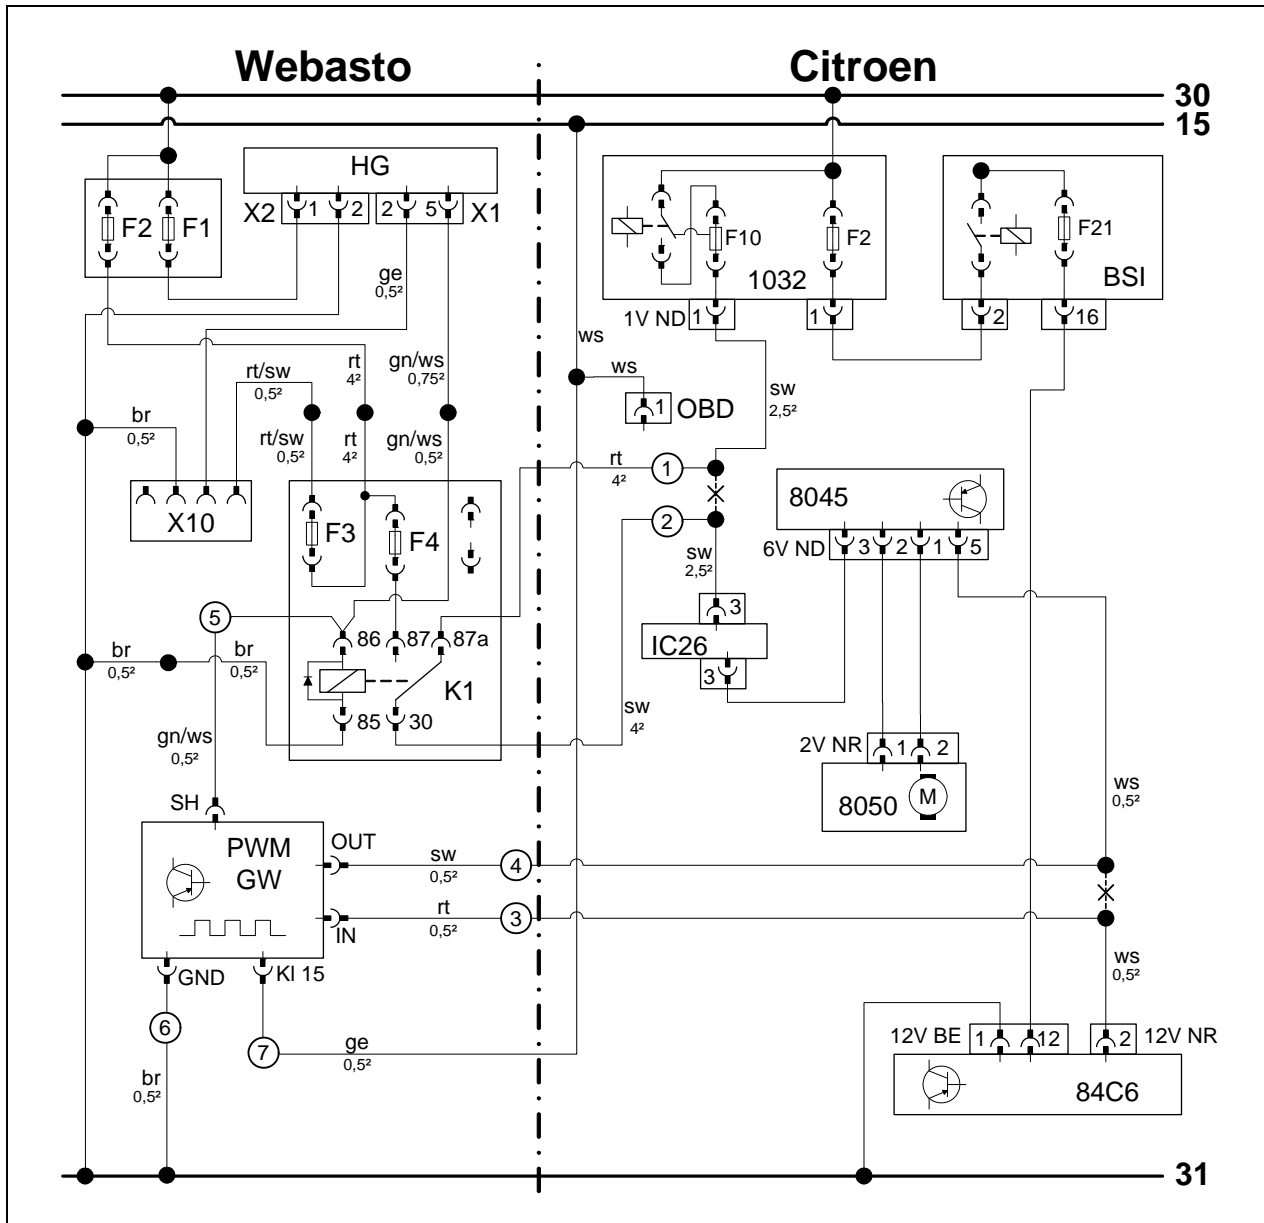 Webasto Citroen
30
15
HG
X2 1 2 2 5 X1
F2 F1
F10 F2 F21
1032 BSI
1V ND 1 1 2 16
ge
0,5²
ws
ws
1 OBD
sw
2,5²
rt/sw
0,5²
rt
4²
gn/ws
0,75²
br
0,5²
rt/sw
0,5²
rt
4²
gn/ws
0,5²
rt
4²
1
2
X10
F3 F4
8045
6V ND 3 2 1 5
sw
2,5²
3
IC26
3
5
86 87 87a
br
0,5²
br
0,5²
K1
85 30
sw
4²
gn/ws
0,5²
2V NR 1 2
8050 M
ws
0,5²
SH
PWM
GW
OUT
sw
0,5²
4
rt
0,5²
3
IN
GND KI 15
ws
0,5²
6
7
ge
0,5²
br
0,5²
12V BE 1 12 2 12V NR
84C6
31